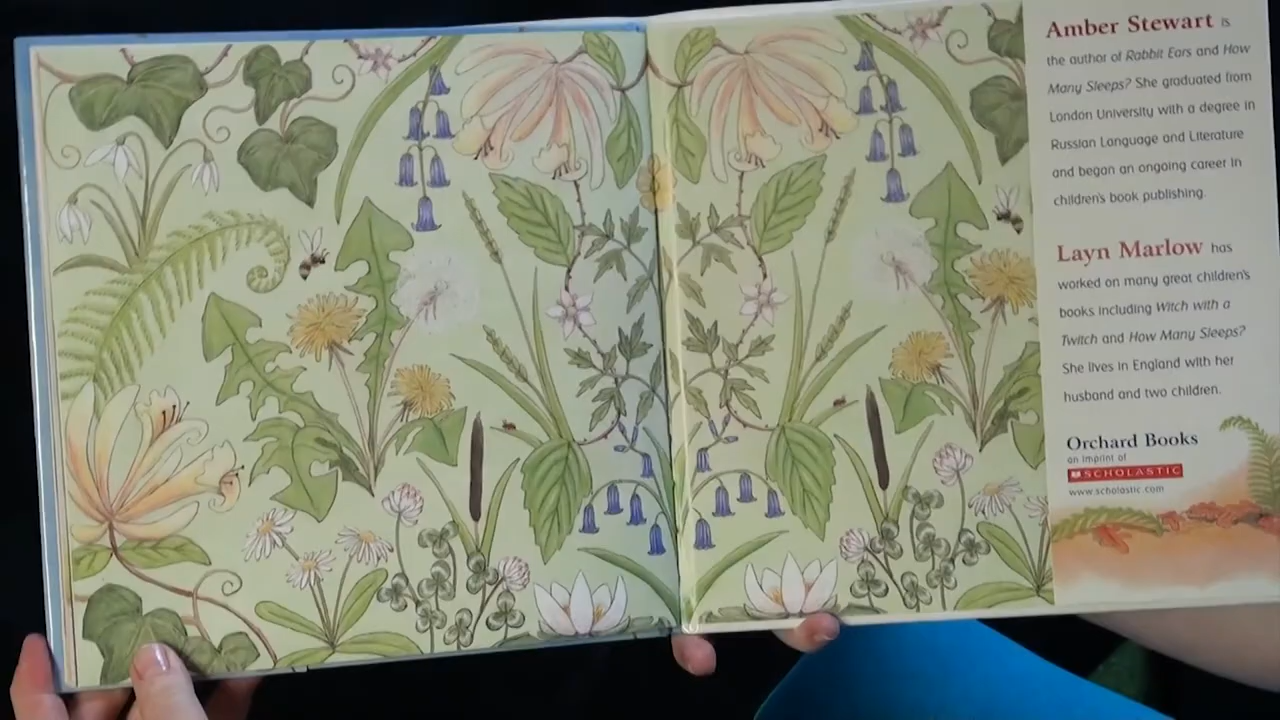 Amber Stewart is
the author of Rabbit Ears and How
Many Sleeps? She graduated from
London University with a degree in
Russian Language and Literature
and began an ongoing career in
children's book publishing.
Layn Marlow has
worked on many great children's
books including Witch with a
Twitch and How Many Sleeps?
She lives in England with her
husband and two children.
Orchard Books
an imprint of
SCHOLASTIC
www.scholastic.com